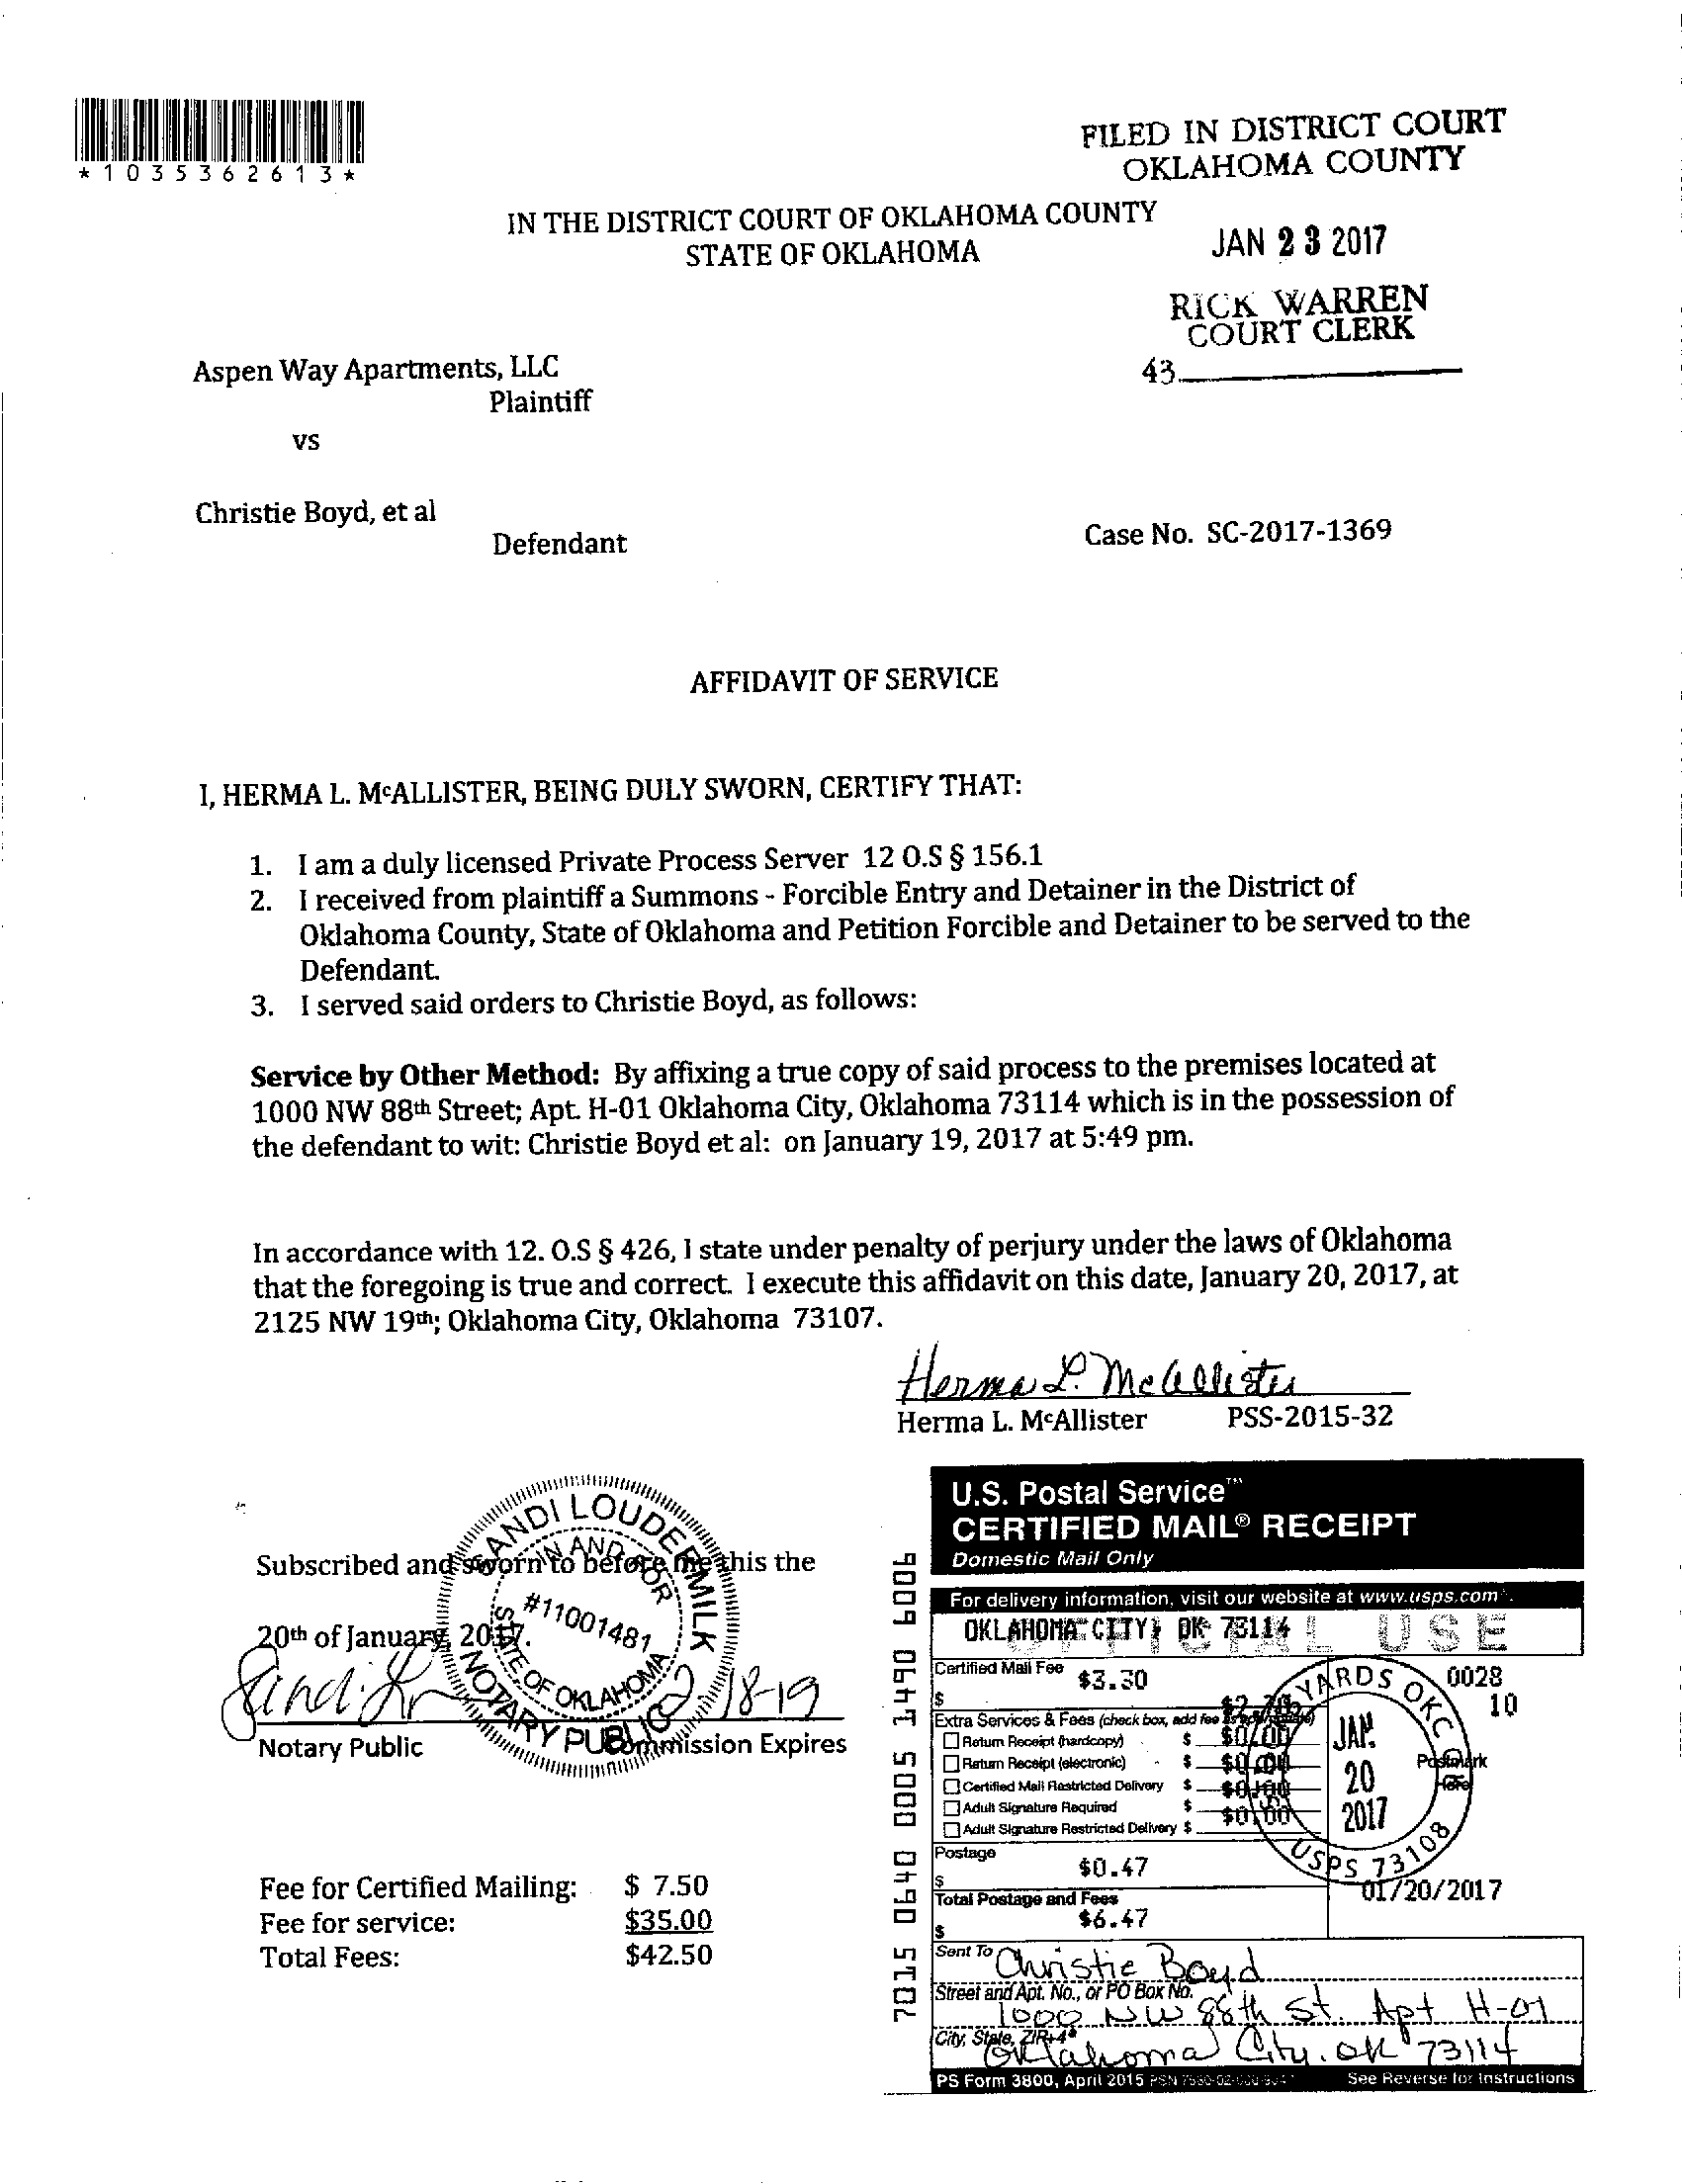 *1035362613*
FILED IN DISTRICT COURT
OKLAHOMA COUNTY
IN THE DISTRICT COURT OF OKLAHOMA COUNTY
STATE OF OKLAHOMA
JAN 23 2017
RICK WARREN
COURT CLERK
43
Aspen Way Apartments, LLC
Plaintiff
vs
Christie Boyd, et al
Defendant
Case No. SC-2017-1369
AFFIDAVIT OF SERVICE
I, HERMA L. McALLISTER, BEING DULY SWORN, CERTIFY THAT:
1. I am a duly licensed Private Process Server 12 O.S § 156.1
2. I received from plaintiff a Summons - Forcible Entry and Detainer in the District of
Oklahoma County, State of Oklahoma and Petition Forcible and Detainer to be served to the
Defendant.
3. I served said orders to Christie Boyd, as follows:
Service by Other Method: By affixing a true copy of said process to the premises located at
1000 NW 88th Street; Apt. H-01 Oklahoma City, Oklahoma 73114 which is in the possession of
the defendant to wit: Christie Boyd et al: on January 19, 2017 at 5:49 pm.
In accordance with 12. O.S § 426, I state under penalty of perjury under the laws of Oklahoma
that the foregoing is true and correct. I execute this affidavit on this date, January 20, 2017, at
2125 NW 19th; Oklahoma City, Oklahoma 73107.
Herma L. McAllister
Herma L. McAllister PSS-2015-32
Subscribed and sworn to before me this the
20th of January, 2017.
SANDI LOUDERMILK
IN AND FOR
#11001481
STATE OF OKLAHOMA
NOTARY PUBLIC
2-18-19
Notary Public Commission Expires
Fee for Certified Mailing: $ 7.50
Fee for service: $35.00
Total Fees: $42.50
7015 0640 0005 1490 6006
U.S. Postal Service™
CERTIFIED MAIL® RECEIPT
Domestic Mail Only
For delivery information, visit our website at www.usps.com
OKLAHOMA CITY, OK 73114
OFFICIAL USE
Certified Mail Fee $3.30
$
Extra Services & Fees (check box, add fee as appropriate)
Return Receipt (hardcopy) $ $0.00
Return Receipt (electronic) $ $0.00
Certified Mail Restricted Delivery $ $0.00
Adult Signature Required $ $0.00
Adult Signature Restricted Delivery $
Postage
$ $0.47
Total Postage and Fees
$ $6.47
0028
10
Postmark
Here
YARDS OKC OK
JAN
20
2017
USPS 73108
01/20/2017
Sent To Christie Boyd
Street and Apt. No., or PO Box No.
1000 NW 88th St. Apt H-01
City, State, ZIP+4
Oklahoma City, OK 73114
PS Form 3800, April 2015
See Reverse for Instructions